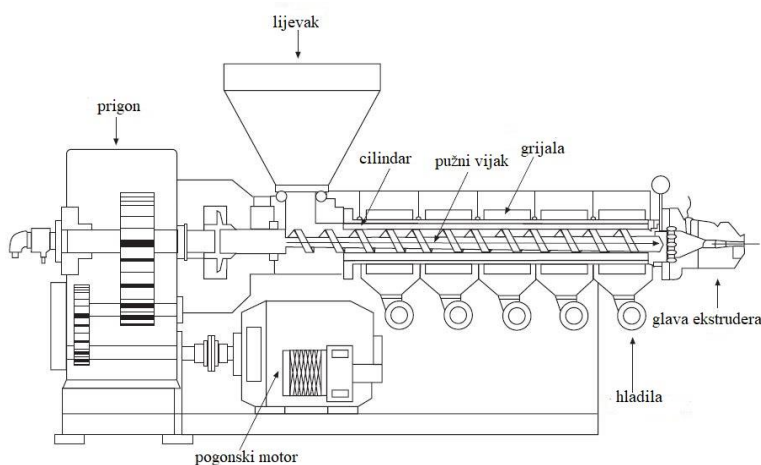 lijevak
prigon
cilindar
pužni vijak
grijala
glava ekstrudera
hladila
pogonski motor